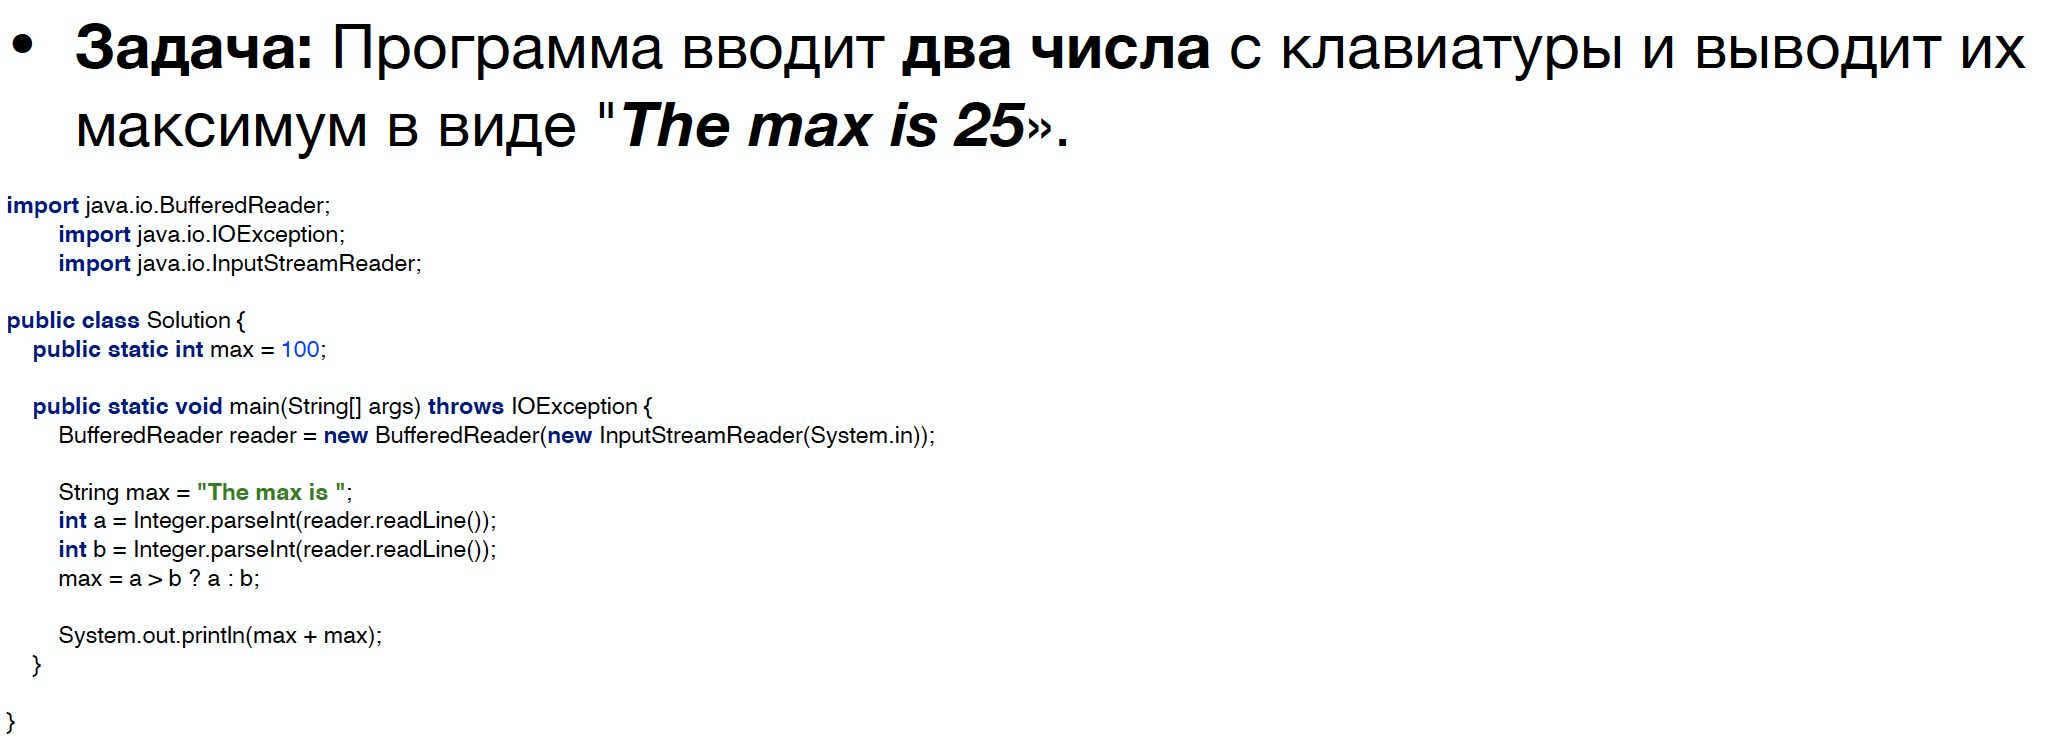 • Задача: Программа вводит два числа с клавиатуры и выводит их
максимум в виде "The max is 25».
import java.io.BufferedReader;
import java.io.IOException;
import java.io.InputStreamReader;
public class Solution {
public static int max = 100;
public static void main(String[] args) throws IOException {
BufferedReader reader = new BufferedReader(new InputStreamReader(System.in));
String max = "The max is ";
int a = Integer.parseInt(reader.readLine());
int b = Integer.parseInt(reader.readLine());
max = a > b ? a : b;
System.out.println(max + max);
}
}